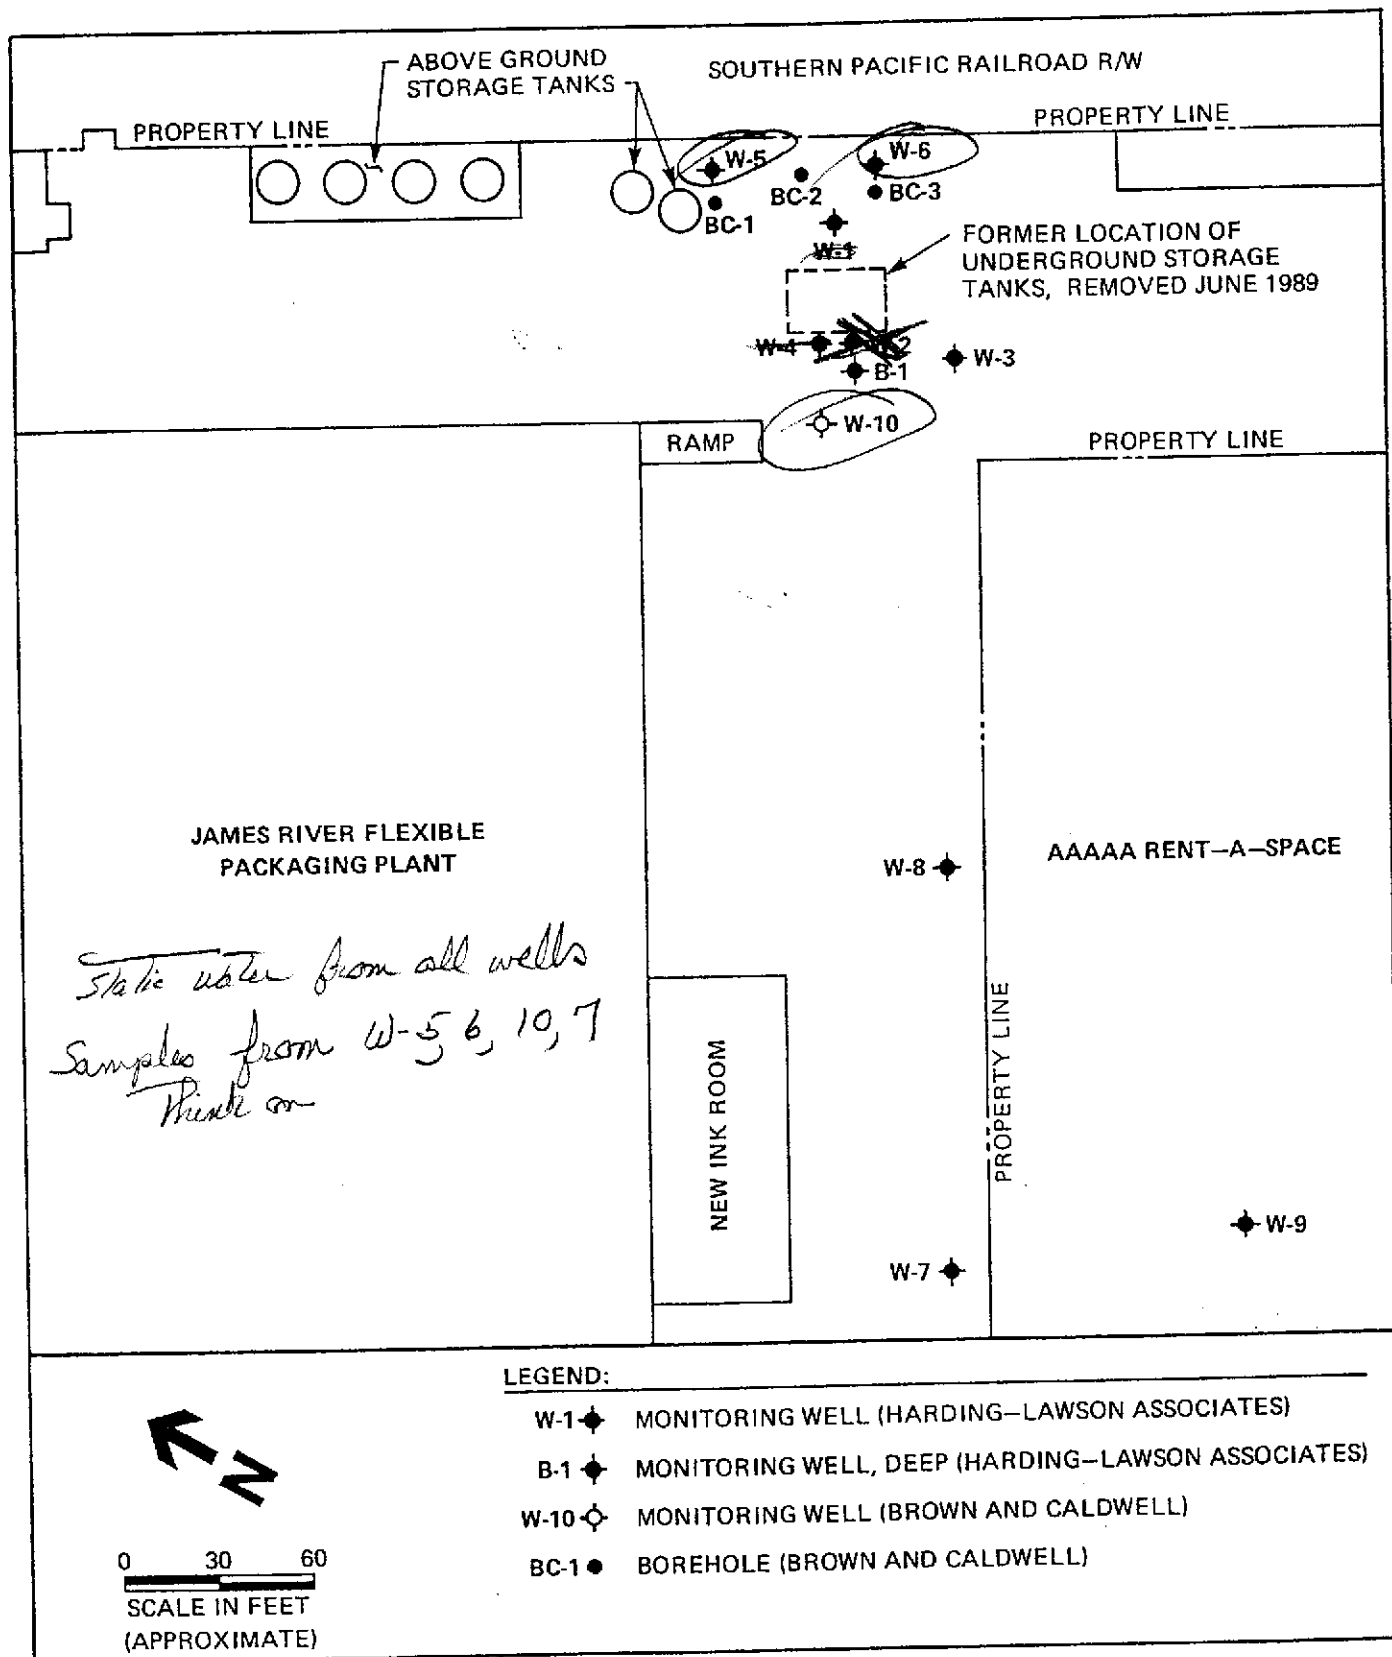 ABOVE GROUND
STORAGE TANKS
SOUTHERN PACIFIC RAILROAD R/W
PROPERTY LINE
PROPERTY LINE
W-5
W-6
BC-2
BC-3
BC-1
W-1
FORMER LOCATION OF
UNDERGROUND STORAGE
TANKS, REMOVED JUNE 1989
W-4
2
W-3
B-1
W-10
RAMP
PROPERTY LINE
JAMES RIVER FLEXIBLE
PACKAGING PLANT
W-8
AAAAA RENT–A–SPACE
Static water from all wells
Samples from W-5, 6, 10, 7
Think on
NEW INK ROOM
PROPERTY LINE
W-9
W-7
LEGEND:
W-1 MONITORING WELL (HARDING–LAWSON ASSOCIATES)
B-1 MONITORING WELL, DEEP (HARDING–LAWSON ASSOCIATES)
W-10 MONITORING WELL (BROWN AND CALDWELL)
BC-1 BOREHOLE (BROWN AND CALDWELL)
N
0 30 60
SCALE IN FEET
(APPROXIMATE)